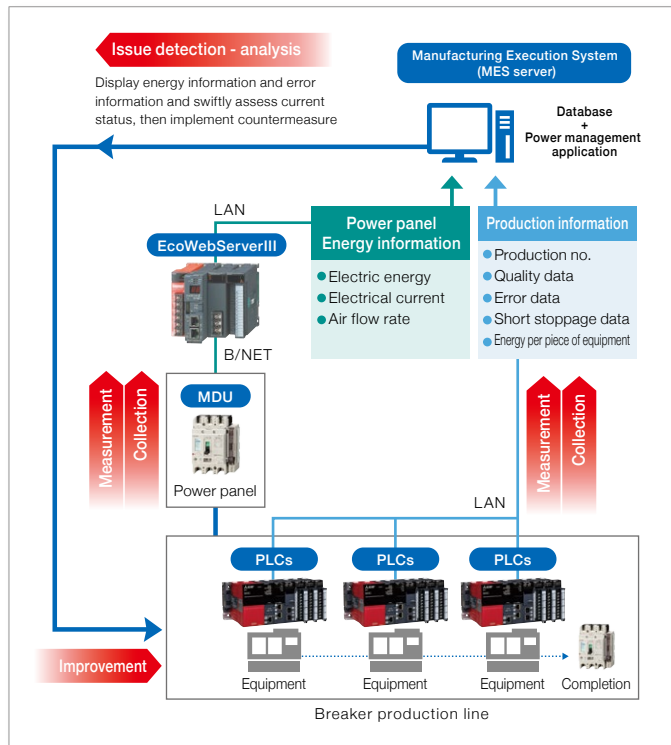 Issue detection - analysis
Display energy information and error
information and swiftly assess current
status, then implement countermeasure
Manufacturing Execution System
(MES server)
Database
+
Power management
application
LAN
EcoWebServerIII
Power panel
Energy information
Electric energy
Electrical current
Air flow rate
Production information
Production no.
Quality data
Error data
Short stoppage data
Energy per piece of equipment
B/NET
Measurement
Collection
MDU
Power panel
Measurement
Collection
LAN
PLCs
PLCs
PLCs
Improvement
Equipment
Equipment
Equipment
Completion
Breaker production line